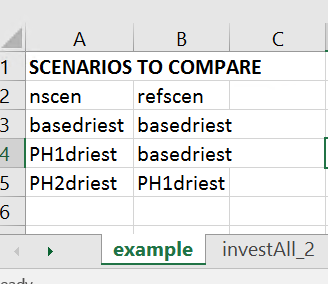 A B C
1 SCENARIOS TO COMPARE
2 nscen refscen
3 basedriest basedriest
4 PH1driest basedriest
5 PH2driest PH1driest
6
example investAll_2